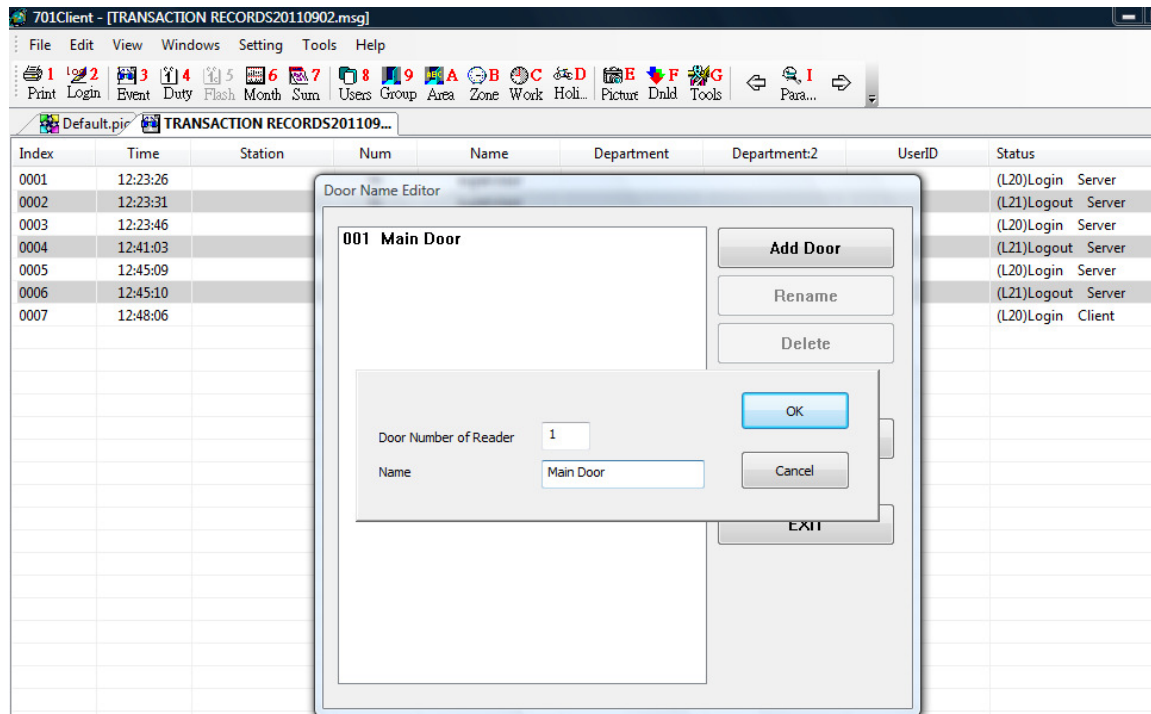 701Client - [TRANSACTION RECORDS20110902.msg]
File Edit View Windows Setting Tools Help
1 2 3 4 5 6 7 8 9 A B C D E F G I
Print Login Event Duty Flash Month Sum Users Group Area Zone Work Holi... Picture Dnld Tools Para...
Default.pic TRANSACTION RECORDS201109...
Index Time Station Num Name Department Department:2 UserID Status
0001 12:23:26 (L20)Login Server
0002 12:23:31 (L21)Logout Server
0003 12:23:46 (L20)Login Server
0004 12:41:03 (L21)Logout Server
0005 12:45:09 (L20)Login Server
0006 12:45:10 (L21)Logout Server
0007 12:48:06 (L20)Login Client
Door Name Editor
001 Main Door
Add Door
Rename
Delete
OK
Door Number of Reader 1
Name Main Door
Cancel
EXIT